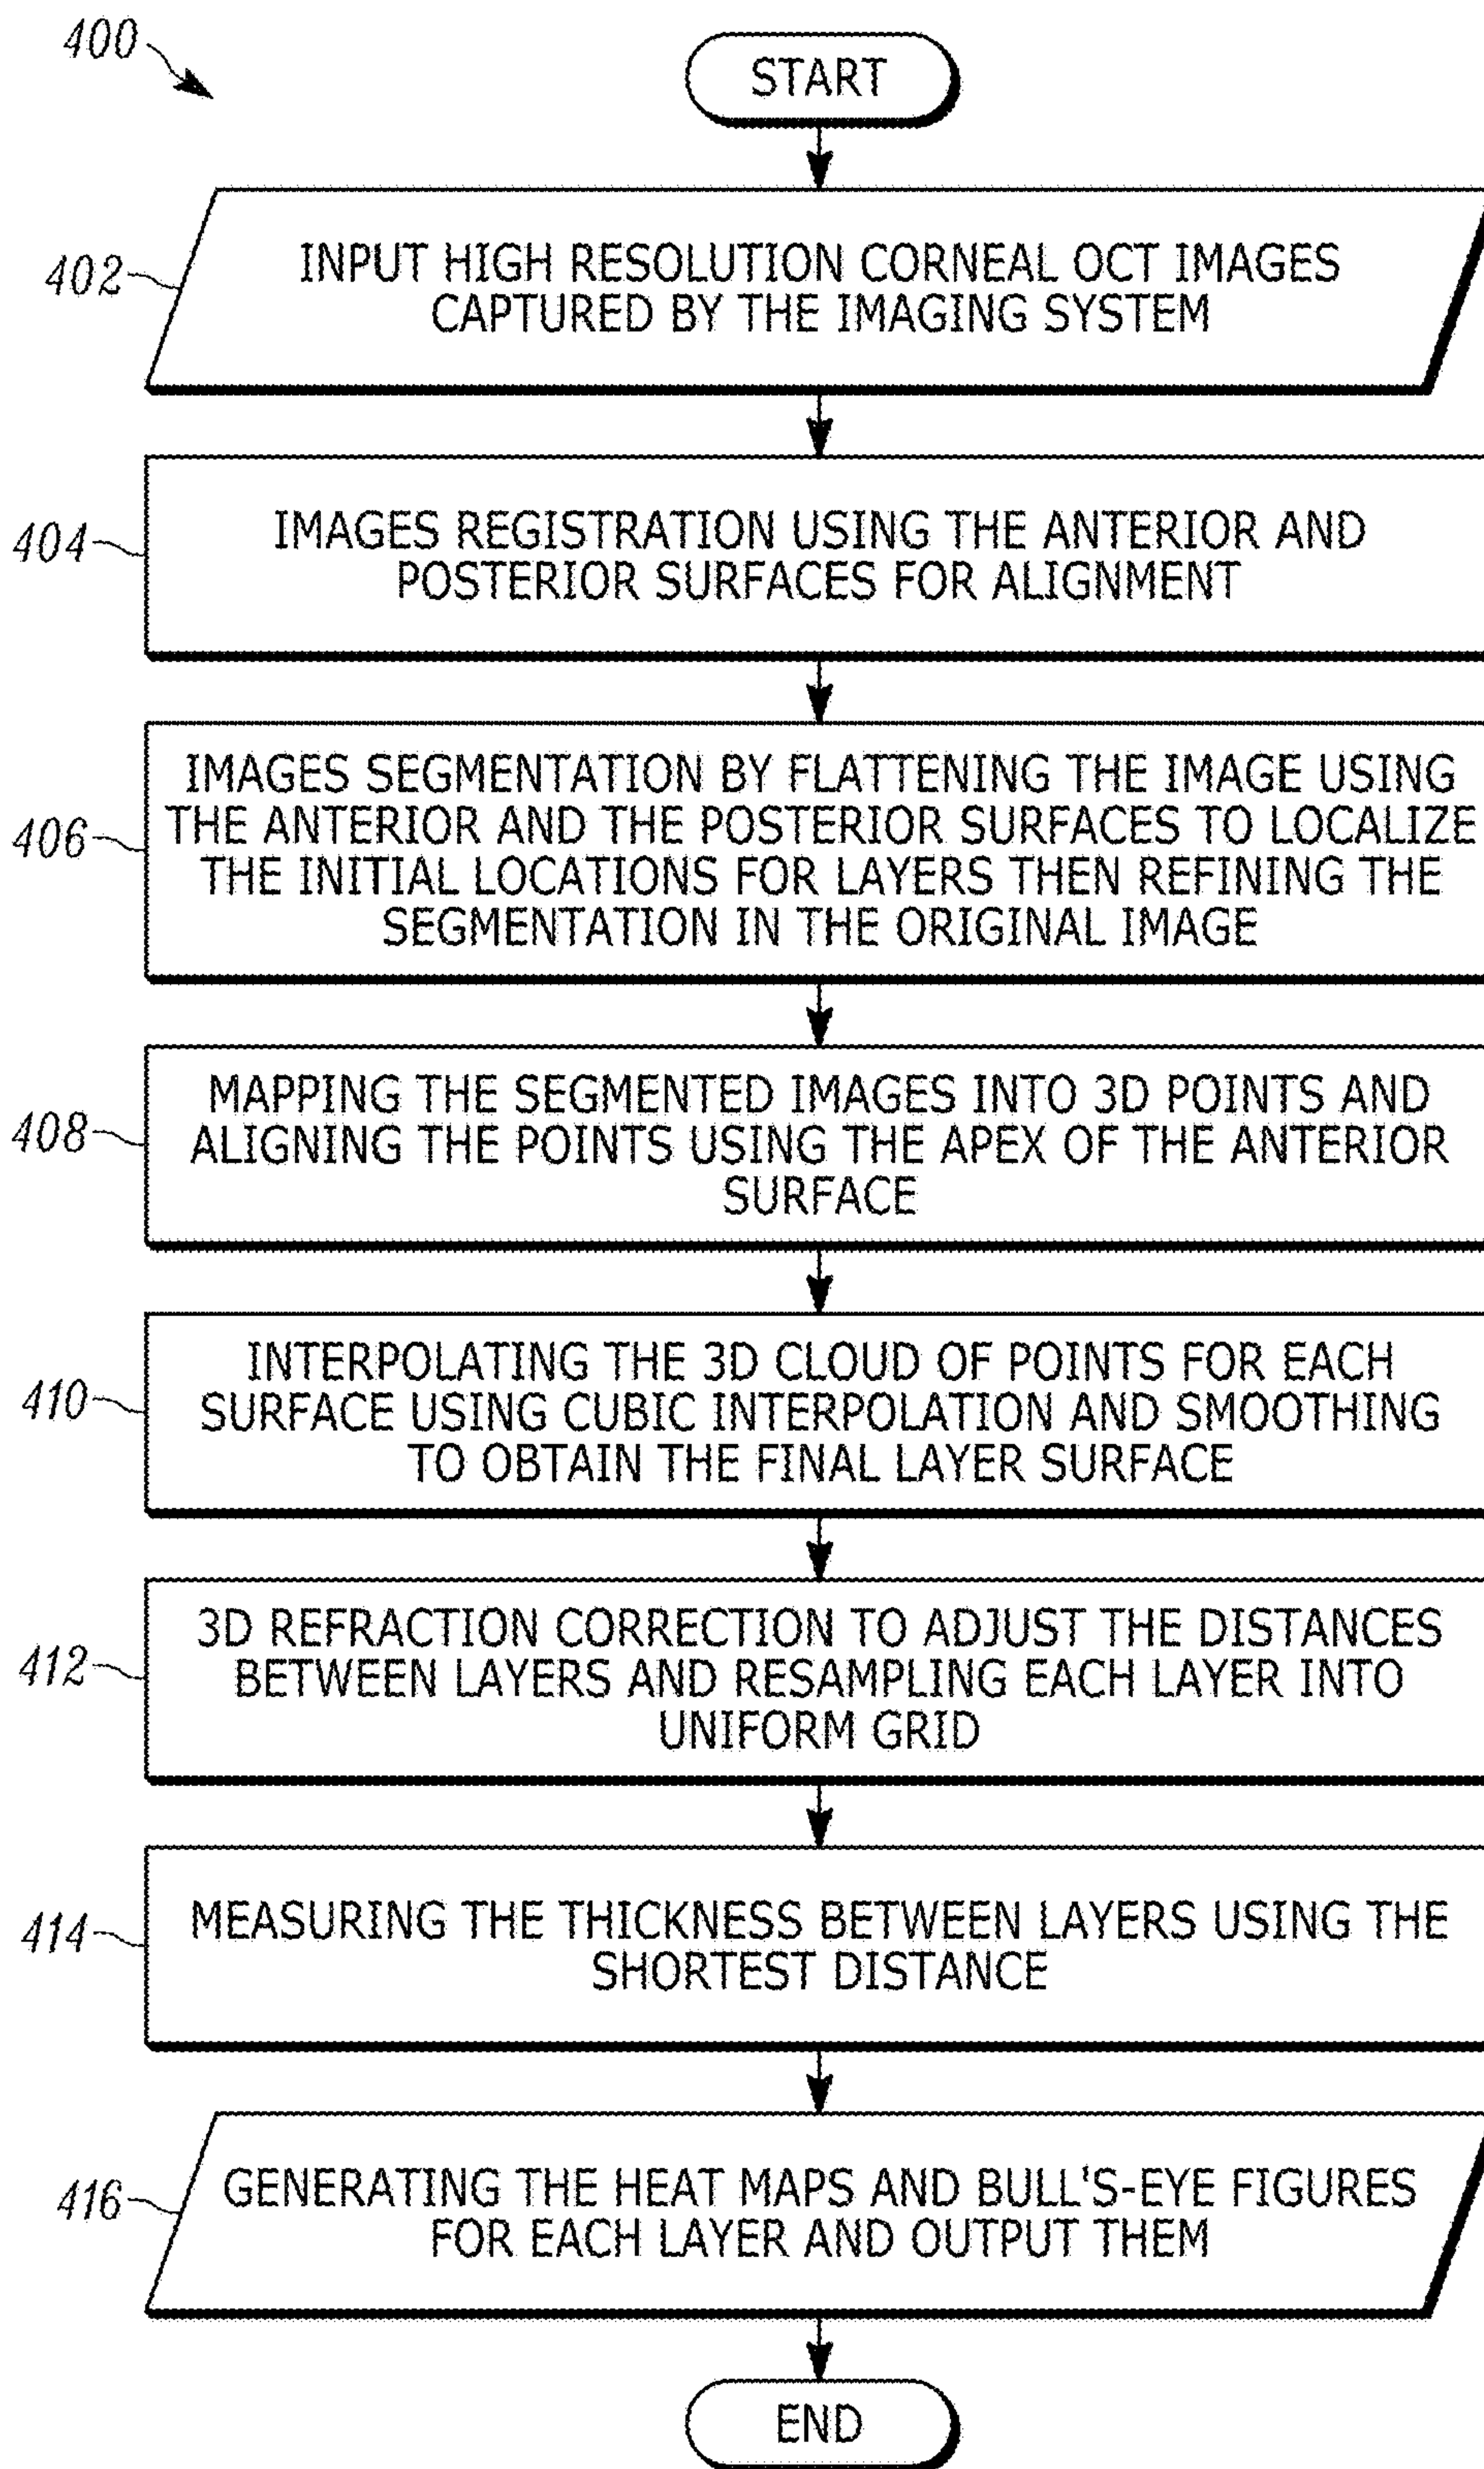 400
START
402
INPUT HIGH RESOLUTION CORNEAL OCT IMAGES
CAPTURED BY THE IMAGING SYSTEM
404
IMAGES REGISTRATION USING THE ANTERIOR AND
POSTERIOR SURFACES FOR ALIGNMENT
406
IMAGES SEGMENTATION BY FLATTENING THE IMAGE USING
THE ANTERIOR AND THE POSTERIOR SURFACES TO LOCALIZE
THE INITIAL LOCATIONS FOR LAYERS THEN REFINING THE
SEGMENTATION IN THE ORIGINAL IMAGE
408
MAPPING THE SEGMENTED IMAGES INTO 3D POINTS AND
ALIGNING THE POINTS USING THE APEX OF THE ANTERIOR
SURFACE
410
INTERPOLATING THE 3D CLOUD OF POINTS FOR EACH
SURFACE USING CUBIC INTERPOLATION AND SMOOTHING
TO OBTAIN THE FINAL LAYER SURFACE
412
3D REFRACTION CORRECTION TO ADJUST THE DISTANCES
BETWEEN LAYERS AND RESAMPLING EACH LAYER INTO
UNIFORM GRID
414
MEASURING THE THICKNESS BETWEEN LAYERS USING THE
SHORTEST DISTANCE
416
GENERATING THE HEAT MAPS AND BULL'S-EYE FIGURES
FOR EACH LAYER AND OUTPUT THEM
END